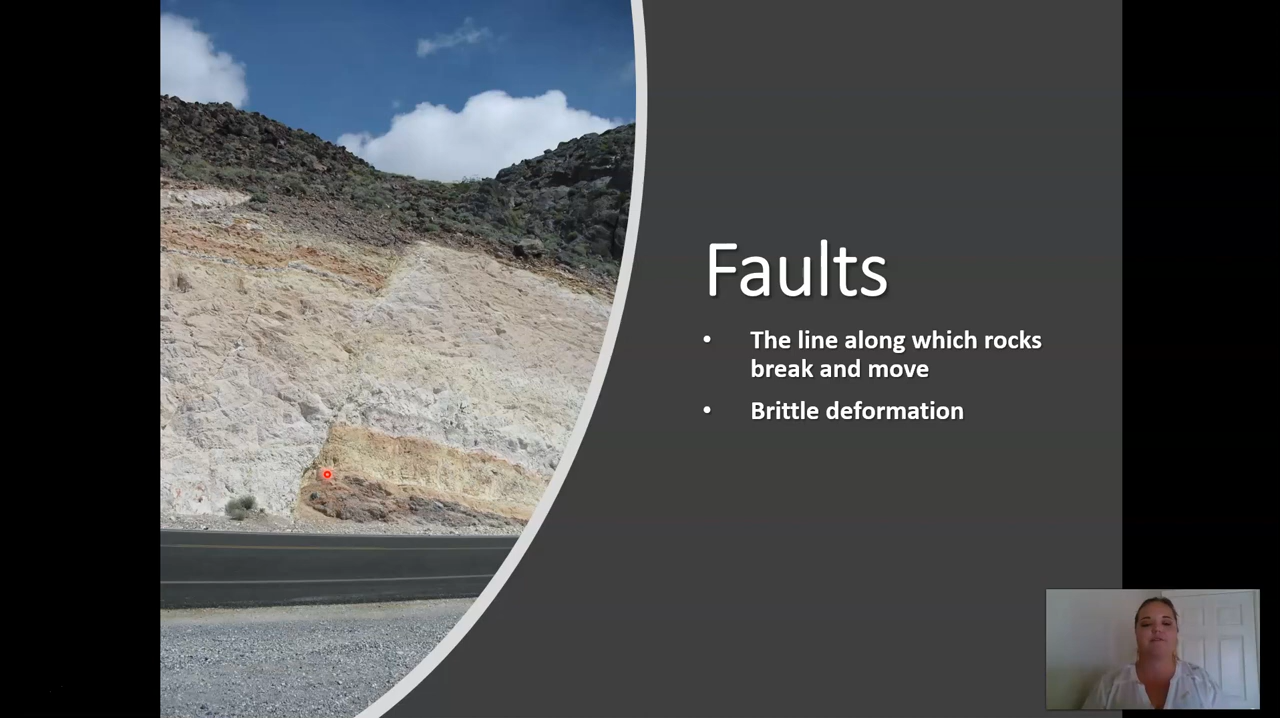 Faults
• The line along which rocks
break and move
• Brittle deformation